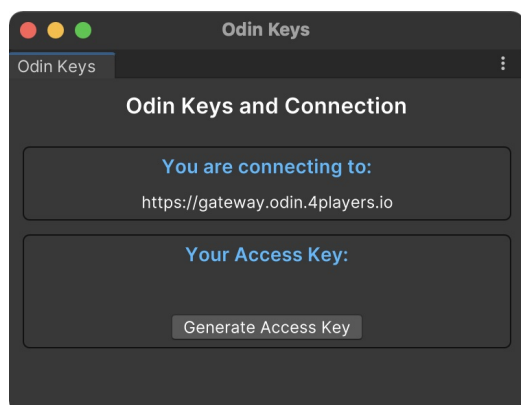 Odin Keys
Odin Keys
Odin Keys and Connection
You are connecting to:
https://gateway.odin.4players.io
Your Access Key:
Generate Access Key